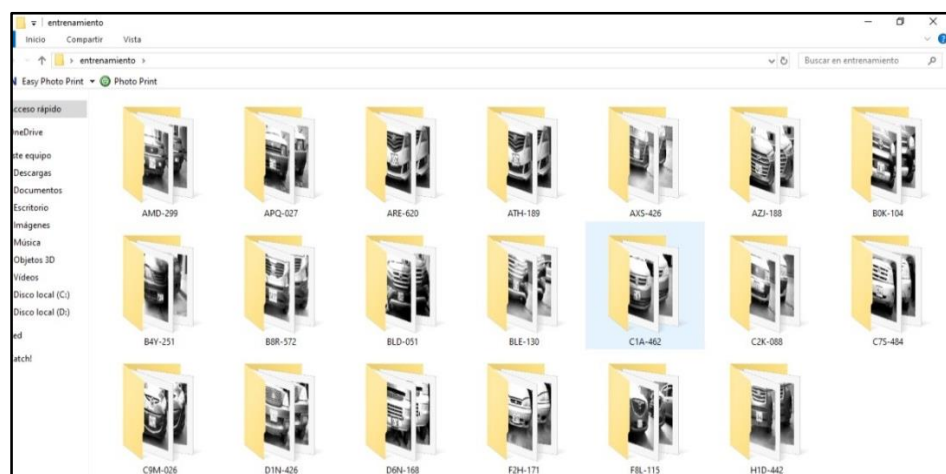 entrenamiento
Inicio Compartir Vista
entrenamiento
Buscar en entrenamiento
Easy Photo Print Photo Print
cceso rápido
neDrive
ste equipo
Descargas
Documentos
Escritorio
Imágenes
Música
Objetos 3D
Vídeos
Disco local (C:)
Disco local (D:)
ed
atch!
AMD-299 APQ-027 ARE-620 ATH-189 AXS-426 AZJ-188 B0K-104
B4Y-251 B8R-572 BLD-051 BLE-130 C1A-462 C2K-088 C7S-484
C9M-026 D1N-426 D6N-168 F2H-171 F8L-115 H1D-442